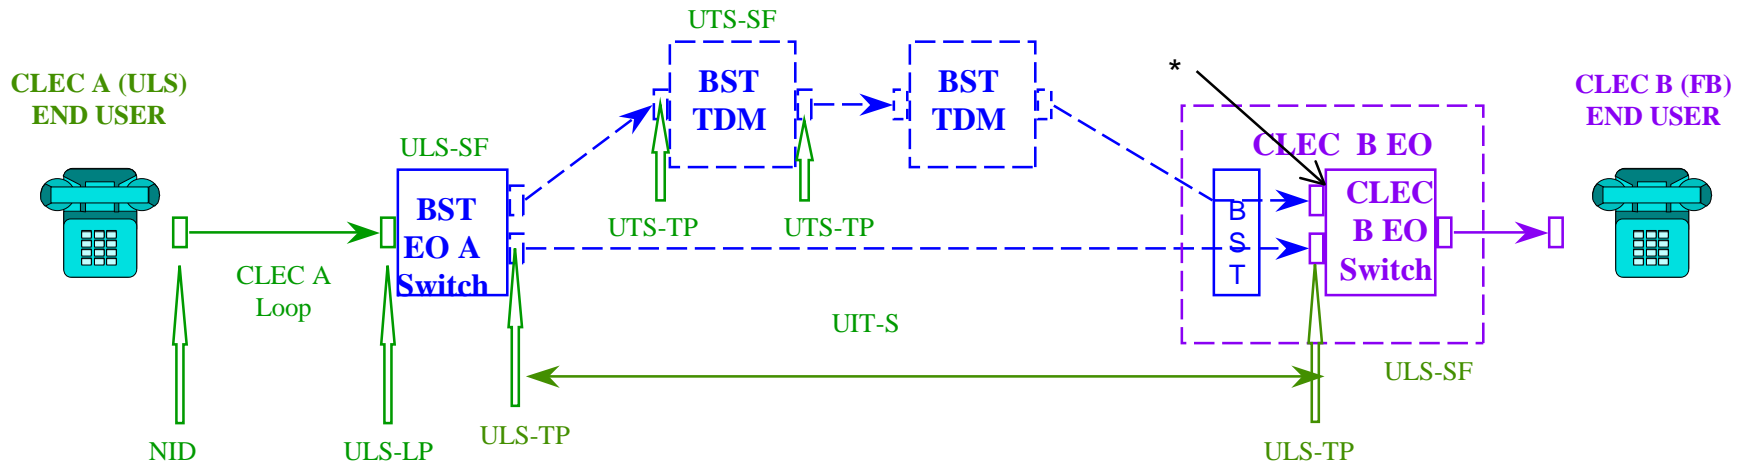 UTS-SF
CLEC A (ULS)
END USER
BST
TDM
BST
TDM
*
CLEC B (FB)
END USER
ULS-SF
CLEC B EO
BST
EO A
Switch
UTS-TP
UTS-TP
BST
CLEC
B EO
Switch
CLEC A
Loop
UIT-S
ULS-SF
NID
ULS-LP
ULS-TP
ULS-TP